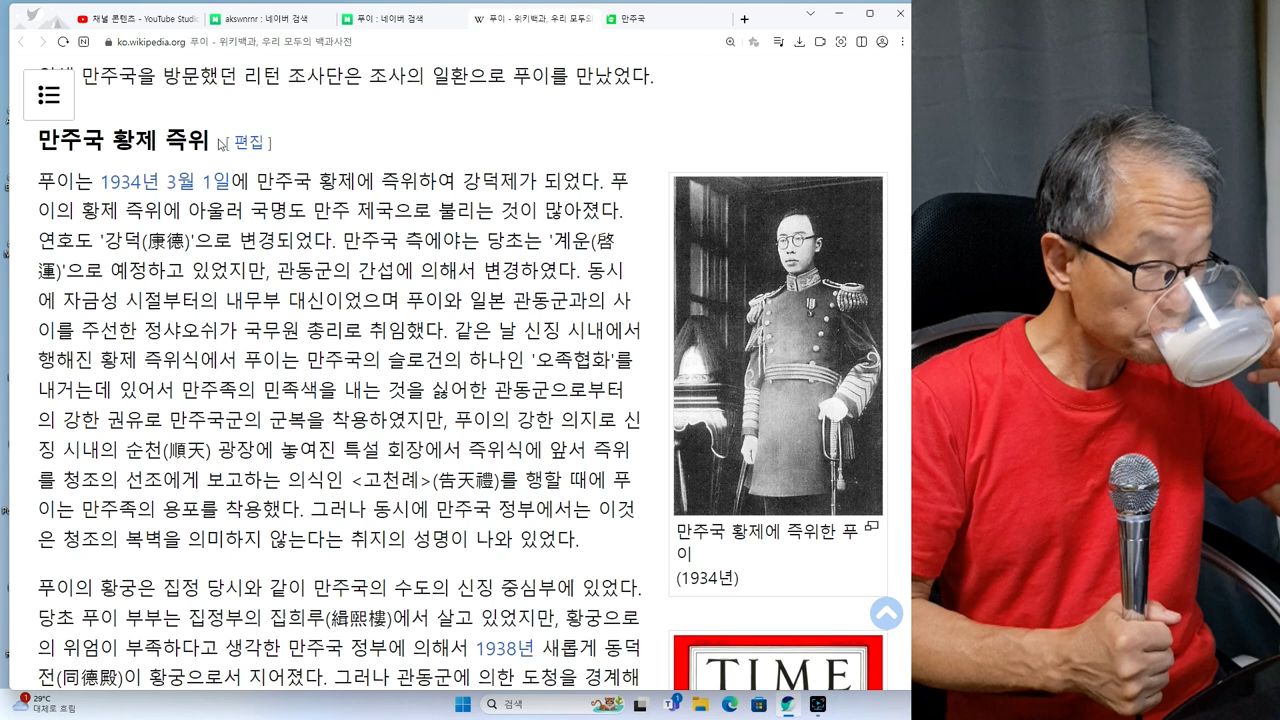 채널 콘텐츠 - YouTube Studio
akswnrnr : 네이버 검색
푸이 : 네이버 검색
푸이 - 위키백과, 우리 모두의
만주국
ko.wikipedia.org 푸이 - 위키백과, 우리 모두의 백과사전
만주국을 방문했던 리턴 조사단은 조사의 일환으로 푸이를 만났었다.
만주국 황제 즉위 [ 편집 ]
푸이는 1934년 3월 1일에 만주국 황제에 즉위하여 강덕제가 되었다. 푸
이의 황제 즉위에 아울러 국명도 만주 제국으로 불리는 것이 많아졌다.
연호도 '강덕(康德)'으로 변경되었다. 만주국 측에야는 당초는 '계운(啓
運)'으로 예정하고 있었지만, 관동군의 간섭에 의해서 변경하였다. 동시
에 자금성 시절부터의 내무부 대신이었으며 푸이와 일본 관동군과의 사
이를 주선한 정샤오쉬가 국무원 총리로 취임했다. 같은 날 신징 시내에서
행해진 황제 즉위식에서 푸이는 만주국의 슬로건의 하나인 '오족협화'를
내거는데 있어서 만주족의 민족색을 내는 것을 싫어한 관동군으로부터
의 강한 권유로 만주국군의 군복을 착용하였지만, 푸이의 강한 의지로 신
징 시내의 순천(順天) 광장에 놓여진 특설 회장에서 즉위식에 앞서 즉위
를 청조의 선조에게 보고하는 의식인 <고천례>(告天禮)를 행할 때에 푸
이는 만주족의 용포를 착용했다. 그러나 동시에 만주국 정부에서는 이것
은 청조의 복벽을 의미하지 않는다는 취지의 성명이 나와 있었다.
만주국 황제에 즉위한 푸
이
(1934년)
푸이의 황궁은 집정 당시와 같이 만주국의 수도의 신징 중심부에 있었다.
당초 푸이 부부는 집정부의 집희루(緝熙樓)에서 살고 있었지만, 황궁으로
의 위엄이 부족하다고 생각한 만주국 정부에 의해서 1938년 새롭게 동덕
전(同德殿)이 황궁으로서 지어졌다. 그러나 관동군에 의한 도청을 경계해
TIME
1
29°C
대체로 흐림
검색
1